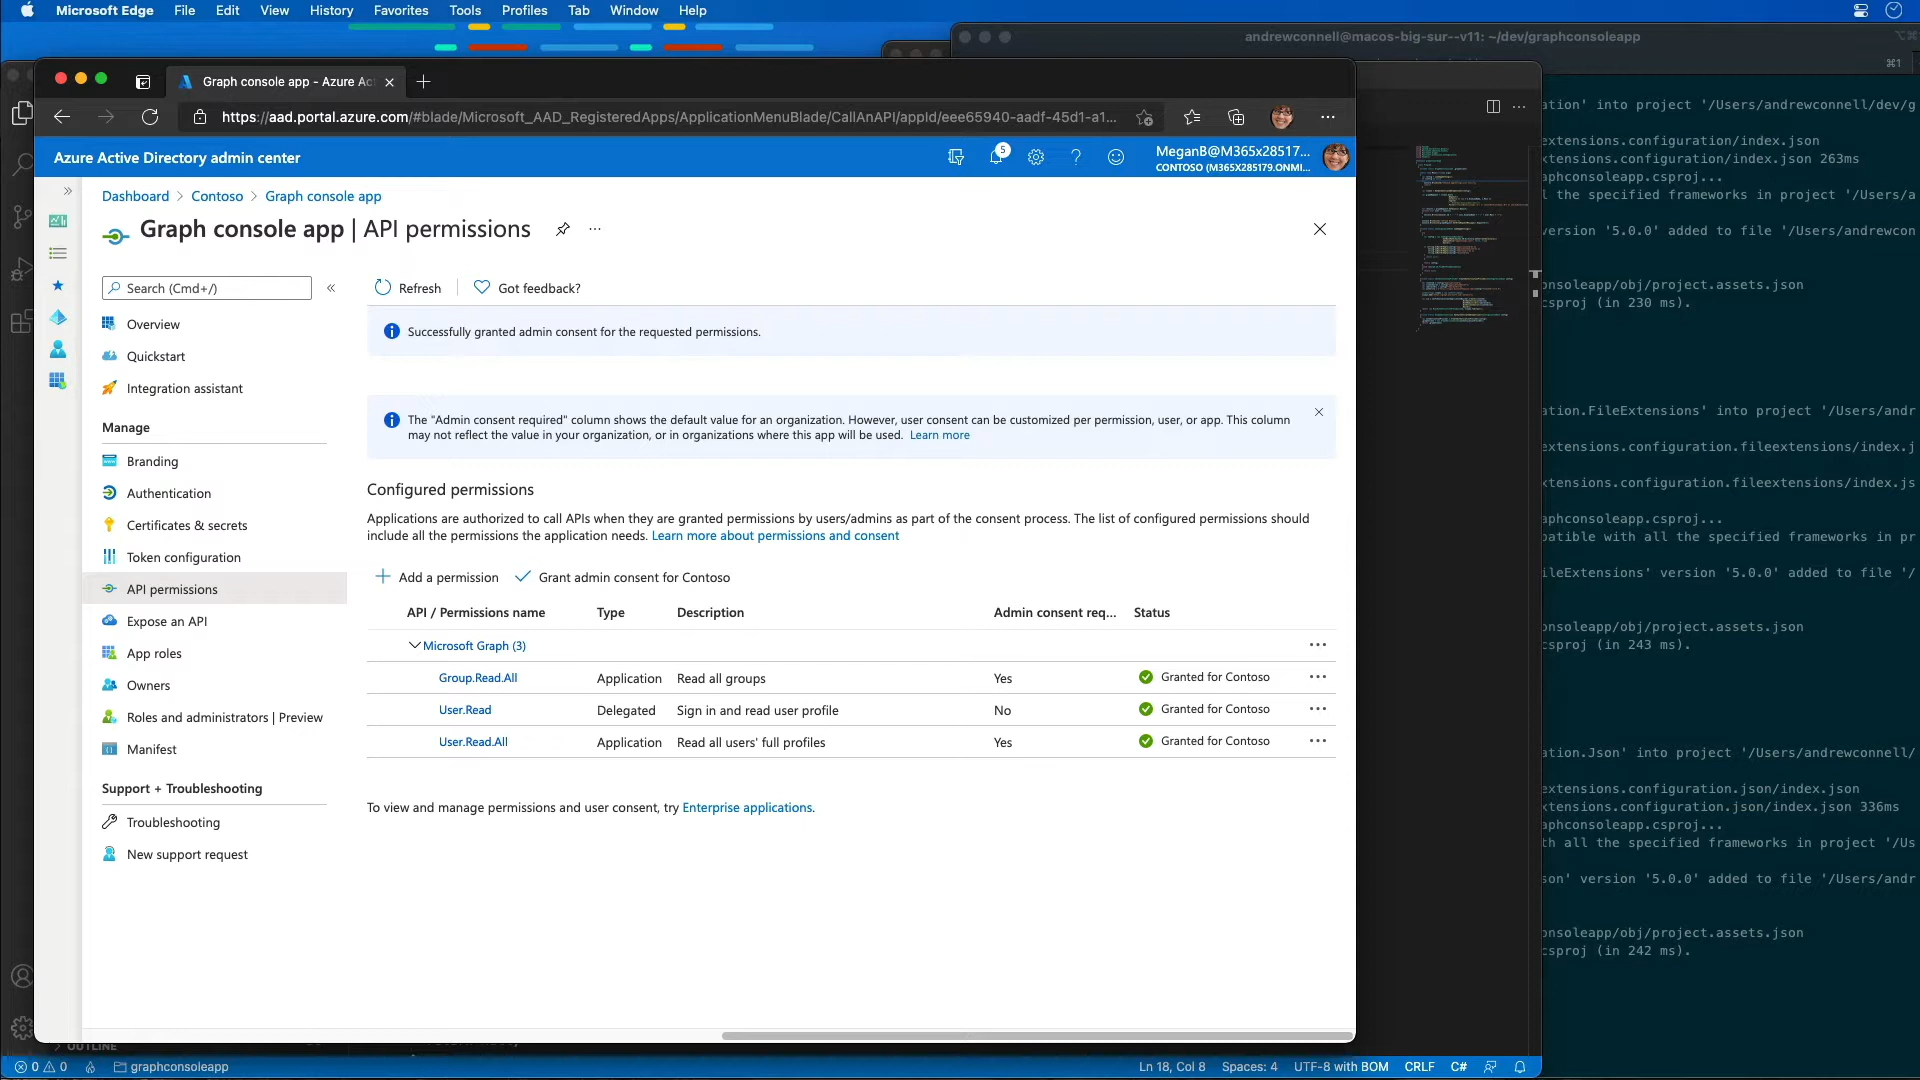 Microsoft Edge File Edit View History Favorites Tools Profiles Tab Window Help
andrewconnell@macos-big-sur--v11: ~/dev/graphconsoleapp
⌘1
Graph console app - Azure Ac
https://aad.portal.azure.com/#blade/Microsoft_AAD_RegisteredApps/ApplicationMenuBlade/CallAnAPI/appId/eee65940-aadf-45d1-a1...
Azure Active Directory admin center
5
MeganB@M365x28517...
CONTOSO (M365X285179.ONMI...
Dashboard > Contoso > Graph console app
Graph console app | API permissions
Search (Cmd+/)
Overview
Quickstart
Integration assistant
Manage
Branding
Authentication
Certificates & secrets
Token configuration
API permissions
Expose an API
App roles
Owners
Roles and administrators | Preview
Manifest
Support + Troubleshooting
Troubleshooting
New support request
Refresh
Got feedback?
Successfully granted admin consent for the requested permissions.
The "Admin consent required" column shows the default value for an organization. However, user consent can be customized per permission, user, or app. This column
may not reflect the value in your organization, or in organizations where this app will be used. Learn more
Configured permissions
Applications are authorized to call APIs when they are granted permissions by users/admins as part of the consent process. The list of configured permissions should
include all the permissions the application needs. Learn more about permissions and consent
Add a permission
Grant admin consent for Contoso
API / Permissions name Type Description Admin consent req... Status
Microsoft Graph (3)
Group.Read.All Application Read all groups Yes Granted for Contoso
User.Read Delegated Sign in and read user profile No Granted for Contoso
User.Read.All Application Read all users' full profiles Yes Granted for Contoso
To view and manage permissions and user consent, try Enterprise applications.
ation' into project '/Users/andrewconnell/dev/g
xtensions.configuration/index.json
xtensions.configuration/index.json 263ms
aphconsoleapp.csproj...
l the specified frameworks in project '/Users/a
version '5.0.0' added to file '/Users/andrewcon
onsoleapp/obj/project.assets.json
csproj (in 230 ms).
ation.FileExtensions' into project '/Users/andr
extensions.configuration.fileextensions/index.j
xtensions.configuration.fileextensions/index.js
aphconsoleapp.csproj...
patible with all the specified frameworks in pr
ileExtensions' version '5.0.0' added to file '/
onsoleapp/obj/project.assets.json
csproj (in 243 ms).
ation.Json' into project '/Users/andrewconnell/
extensions.configuration.json/index.json
xtensions.configuration.json/index.json 336ms
aphconsoleapp.csproj...
th all the specified frameworks in project '/Us
son' version '5.0.0' added to file '/Users/andr
onsoleapp/obj/project.assets.json
csproj (in 242 ms).
OUTLINE
0 0 graphconsoleapp Ln 18, Col 8 Spaces: 4 UTF-8 with BOM CRLF C#